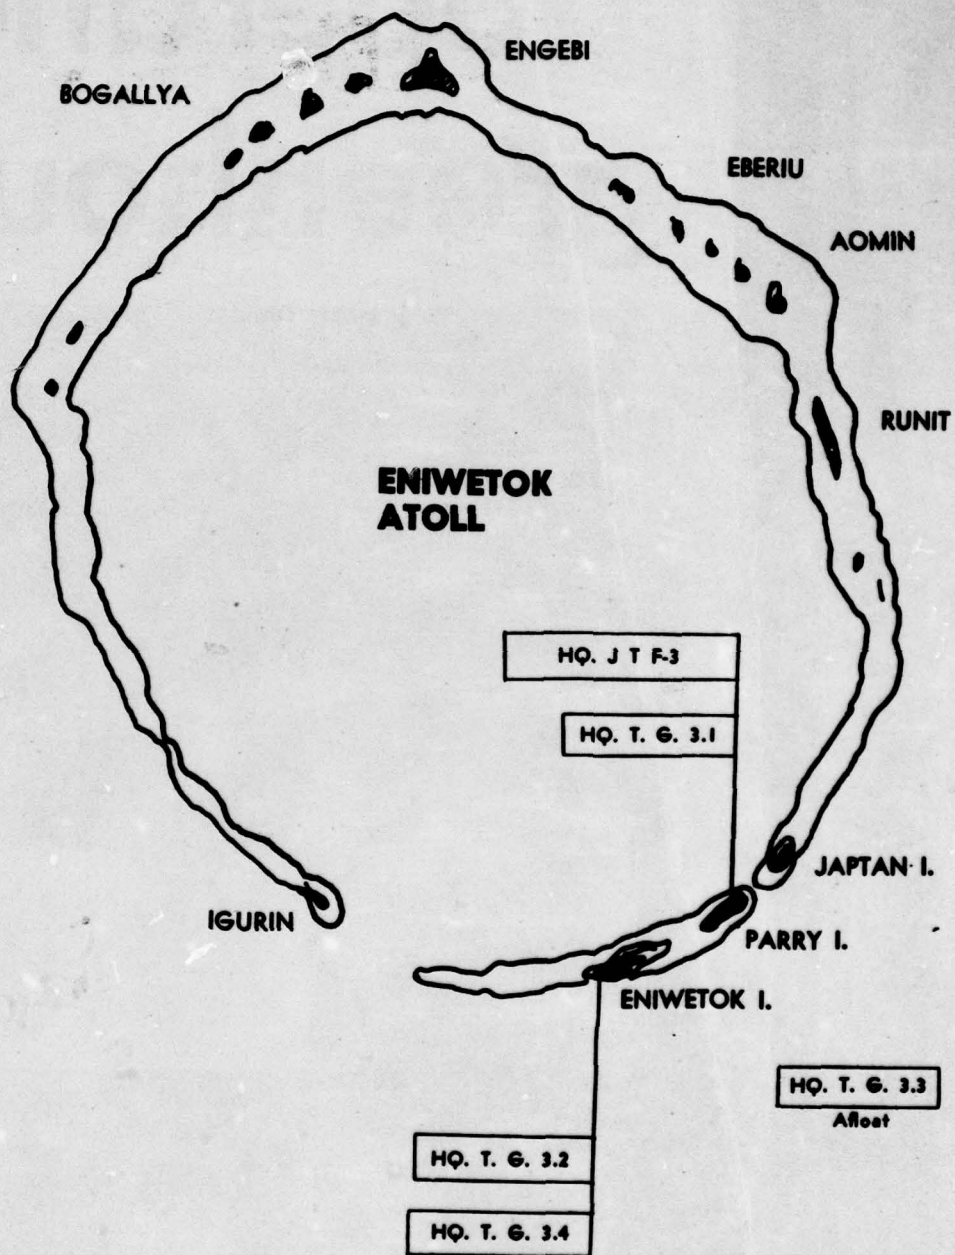 ENGEBI
BOGALLYA
EBERIU
AOMIN
RUNIT
ENIWETOK
ATOLL
HQ. J T F-3
HQ. T. G. 3.1
JAPTAN I.
IGURIN
PARRY I.
ENIWETOK I.
HQ. T. G. 3.3
Afloat
HQ. T. G. 3.2
HQ. T. G. 3.4